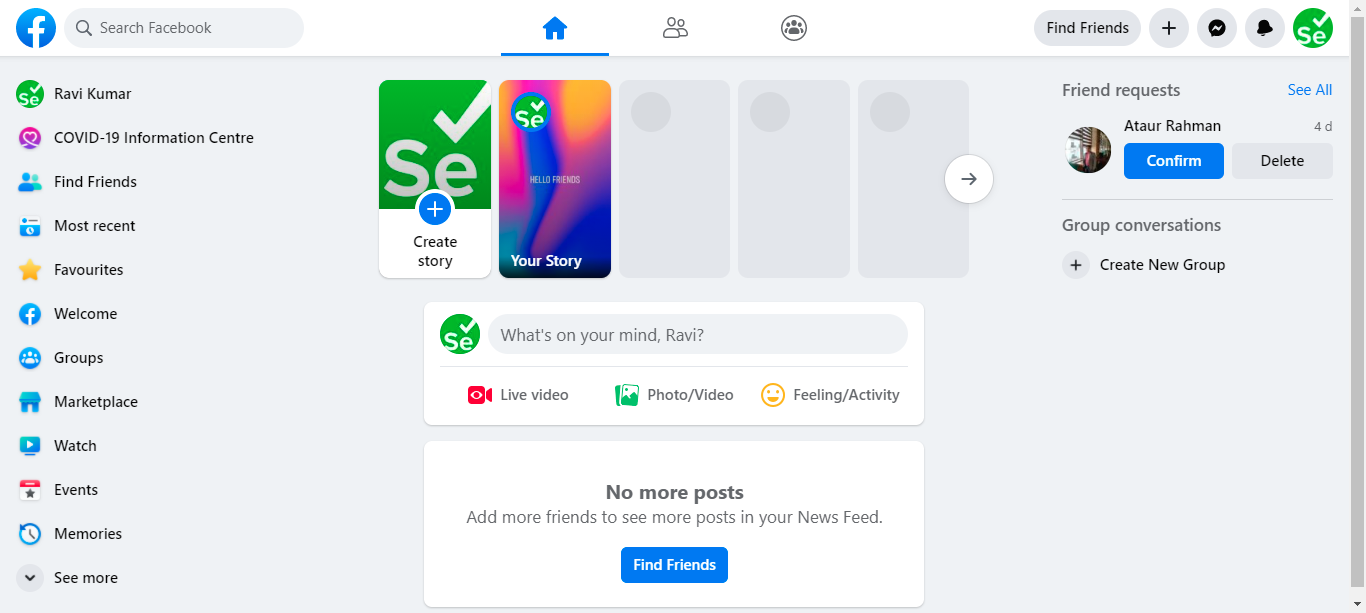 Search Facebook
Find Friends
Ravi Kumar
COVID-19 Information Centre
Find Friends
Most recent
Favourites
Welcome
Groups
Marketplace
Watch
Events
Memories
See more
Se
Se
HELLO FRIENDS
Create
story
Your Story
What's on your mind, Ravi?
Live video
Photo/Video
Feeling/Activity
No more posts
Add more friends to see more posts in your News Feed.
Find Friends
Friend requests
See All
Ataur Rahman
4 d
Confirm
Delete
Group conversations
Create New Group